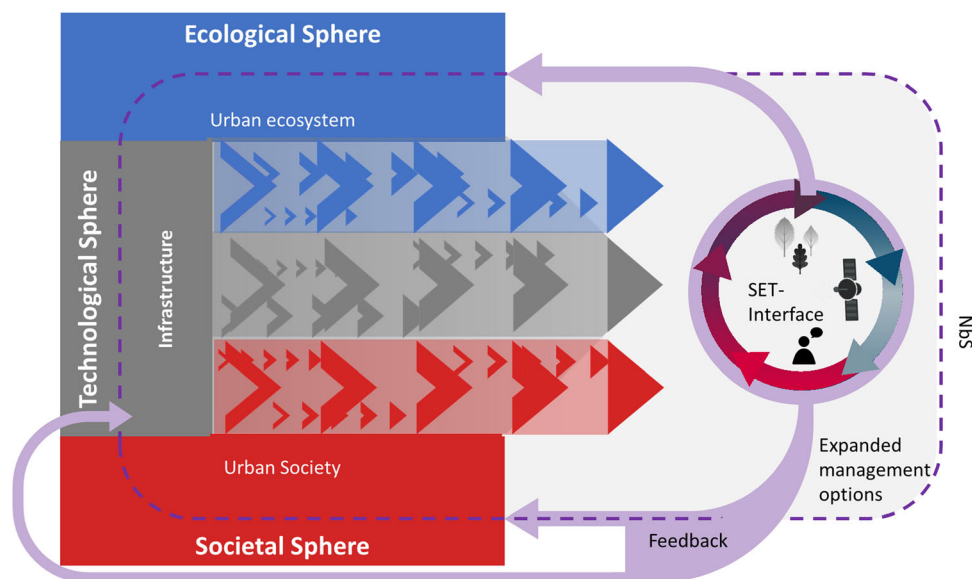 Ecological Sphere
Urban ecosystem
Technological Sphere
Infrastructure
SET-
Interface
NbS
Urban Society
Societal Sphere
Expanded
management
options
Feedback